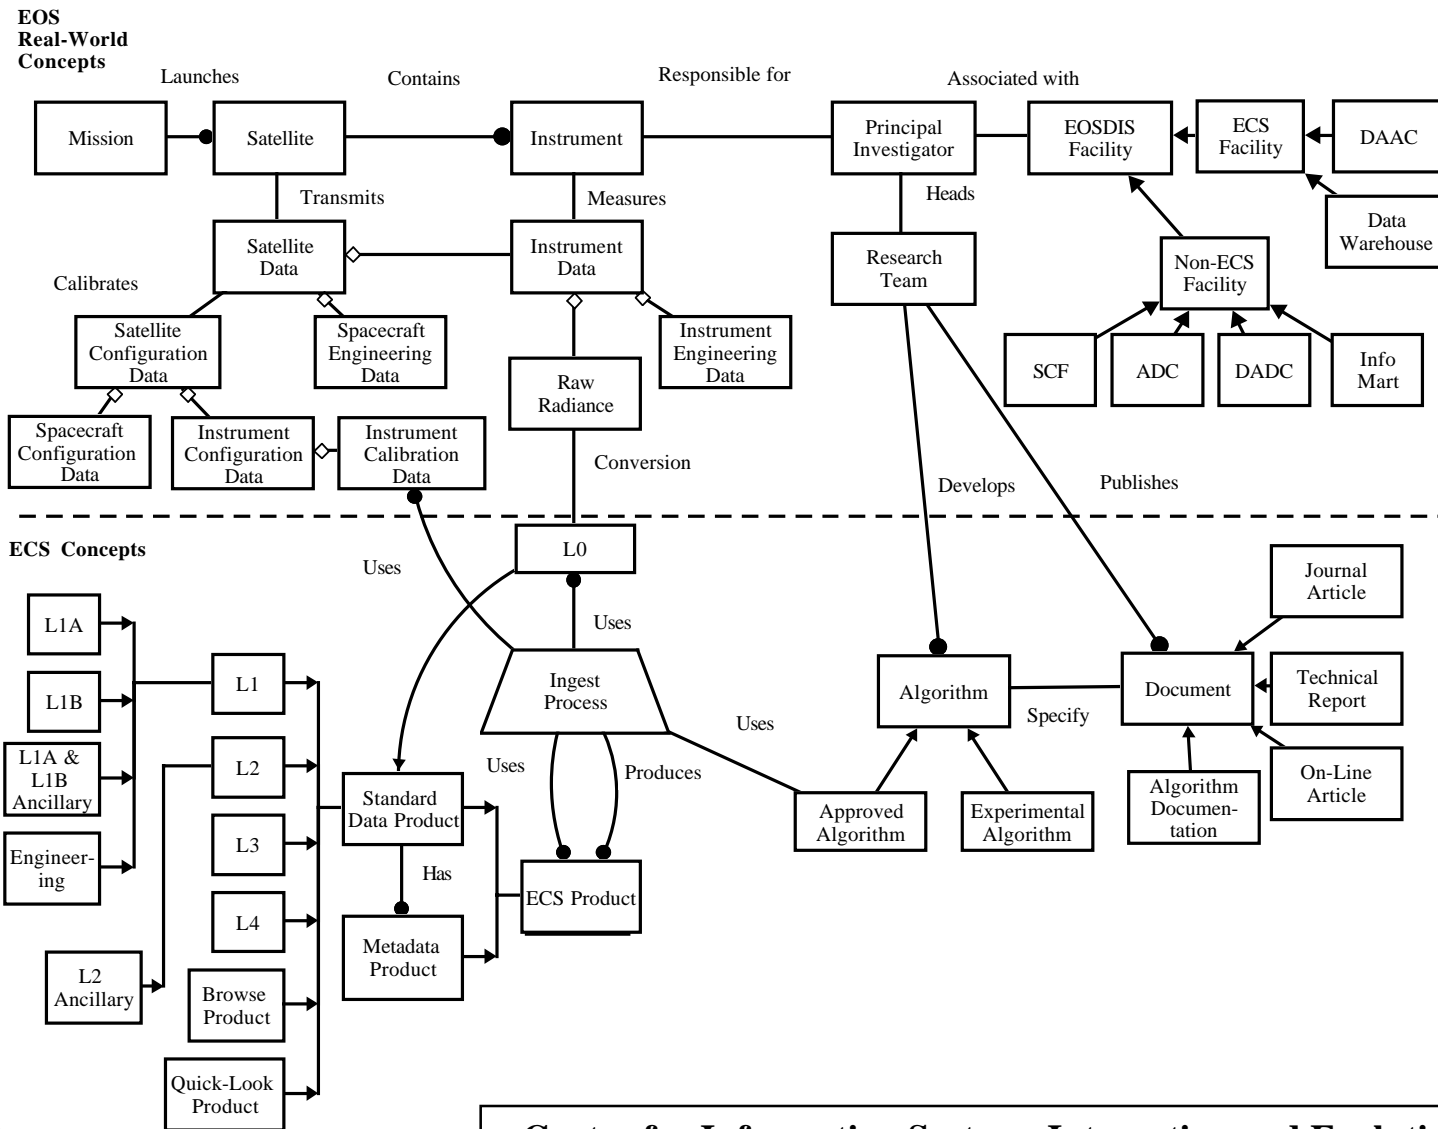 EOS
Real-World
Concepts
Launches
Contains
Responsible for
Associated with
Mission
Satellite
Instrument
Principal
Investigator
EOSDIS
Facility
ECS
Facility
DAAC
Transmits
Measures
Heads
Data
Warehouse
Satellite
Data
Instrument
Data
Research
Team
Non-ECS
Facility
Calibrates
Satellite
Configuration
Data
Spacecraft
Engineering
Data
Instrument
Engineering
Data
Raw
Radiance
SCF
ADC
DADC
Info
Mart
Spacecraft
Configuration
Data
Instrument
Configuration
Data
Instrument
Calibration
Data
Conversion
Develops
Publishes
ECS Concepts
L0
Uses
Uses
Journal
Article
L1A
L1B
L1A &
L1B
Ancillary
Engineer-
ing
L1
L2
L3
L4
L2
Ancillary
Browse
Product
Quick-Look
Product
Ingest
Process
Uses
Uses
Produces
Standard
Data Product
Has
Metadata
Product
ECS Product
Algorithm
Specify
Document
Technical
Report
On-Line
Article
Approved
Algorithm
Experimental
Algorithm
Algorithm
Documen-
tation